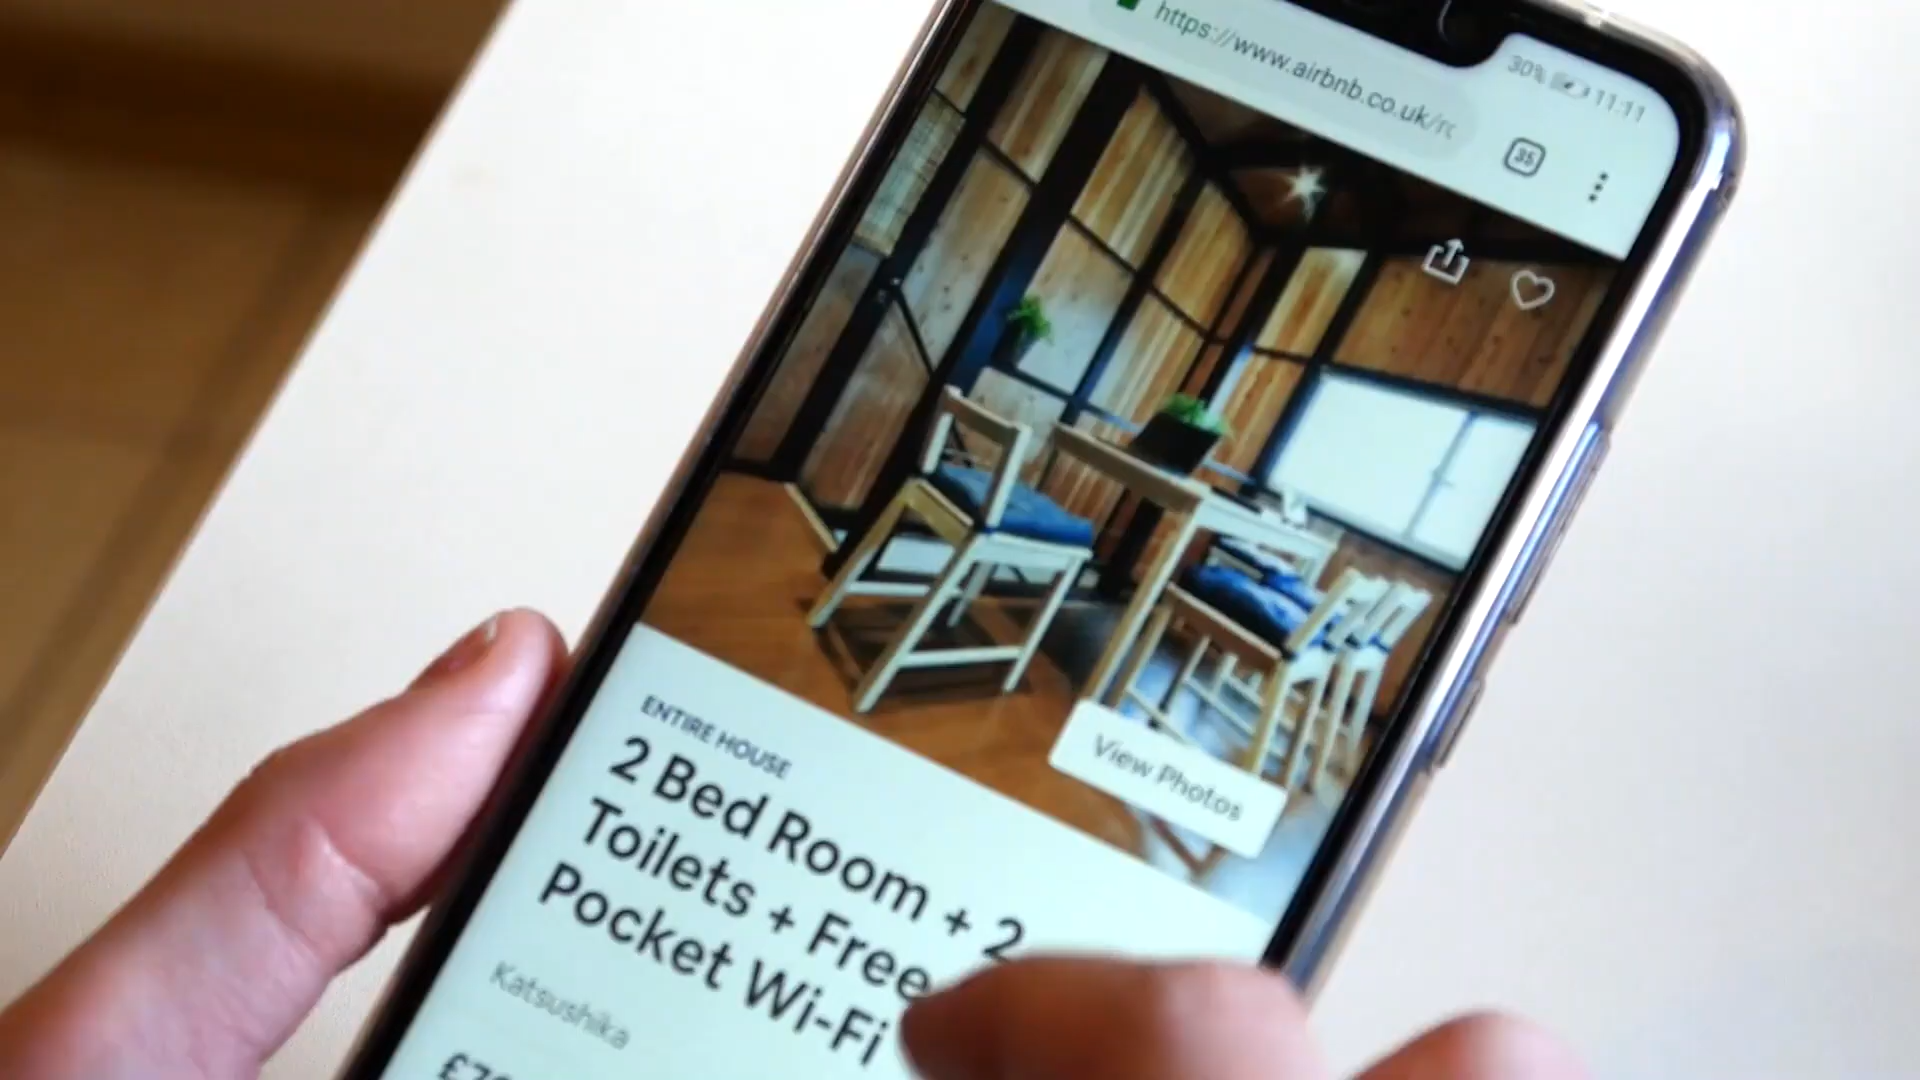 https://www.airbnb.co.uk/r
30% 11:11
35
ENTIRE HOUSE
2 Bed Room + 2
Toilets + Free
Pocket Wi-Fi
View Photos
Katsushika